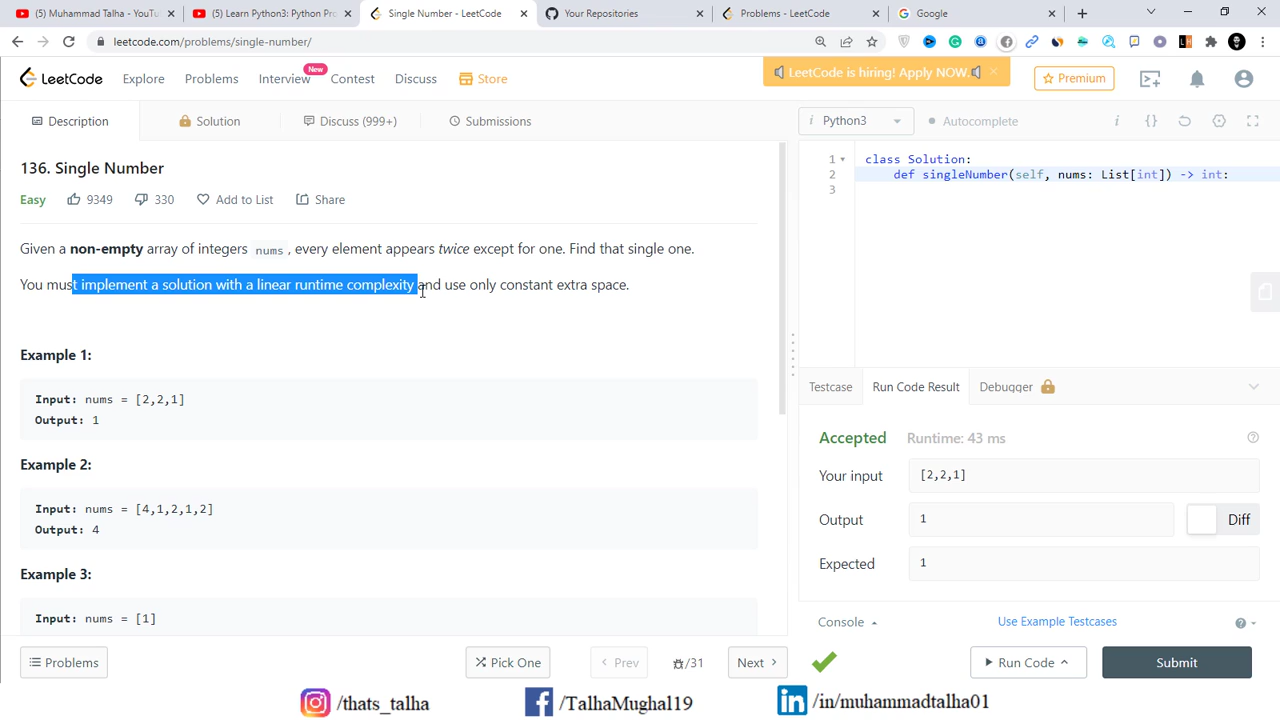 (5) Muhammad Talha - YouTu
(5) Learn Python3: Python Pro
Single Number - LeetCode
Your Repositories
Problems - LeetCode
Google
leetcode.com/problems/single-number/
LeetCode
Explore
Problems
Interview
New
Contest
Discuss
Store
LeetCode is hiring! Apply NOW.
Premium
Description
Solution
Discuss (999+)
Submissions
Python3
Autocomplete
136. Single Number
Easy
9349
330
Add to List
Share
Given a non-empty array of integers nums, every element appears twice except for one. Find that single one.
You must implement a solution with a linear runtime complexity and use only constant extra space.
Example 1:
Input: nums = [2,2,1]
Output: 1
Example 2:
Input: nums = [4,1,2,1,2]
Output: 4
Example 3:
Input: nums = [1]
1 class Solution:
2 def singleNumber(self, nums: List[int]) -> int:
3
Testcase
Run Code Result
Debugger
Accepted
Runtime: 43 ms
Your input
[2,2,1]
Output
1
Diff
Expected
1
Console
Use Example Testcases
Problems
Pick One
Prev
/31
Next
Run Code
Submit
/thats_talha
/TalhaMughal19
/in/muhammadtalha01